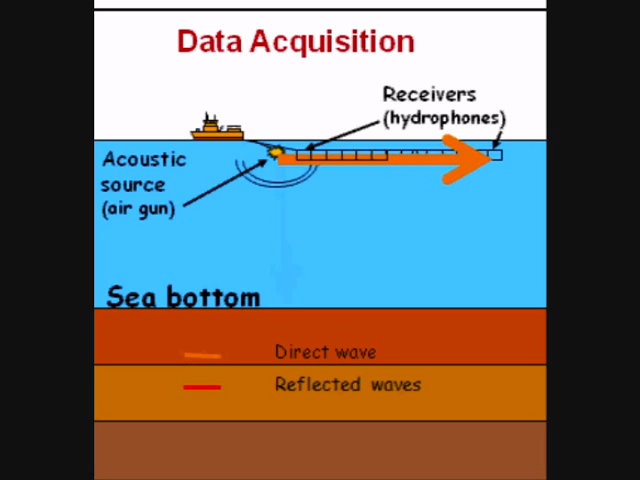 Data Acquisition
Receivers
(hydrophones)
Acoustic
source
(air gun)
Sea bottom
Direct wave
Reflected waves